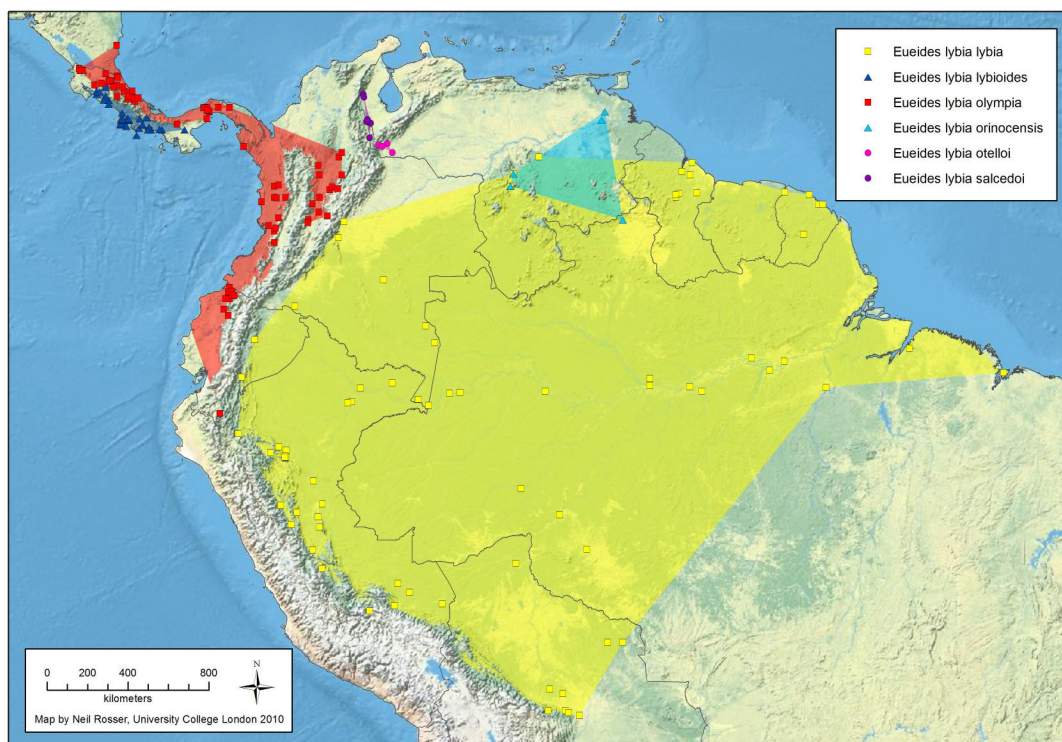 Eueides lybia lybia
Eueides lybia lybioides
Eueides lybia olympia
Eueides lybia orinocensis
Eueides lybia otelloi
Eueides lybia salcedoi
0 200 400 800
kilometers
N
Map by Neil Rosser, University College London 2010